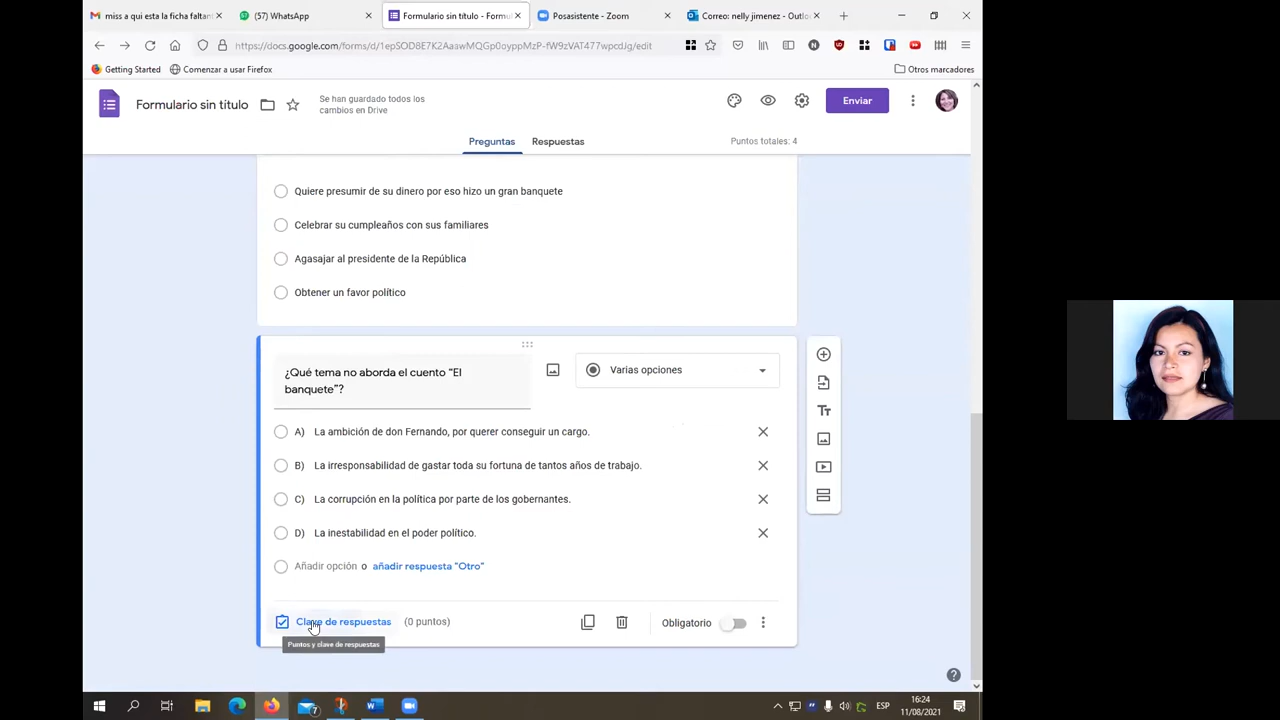 miss a qui esta la ficha faltan
(57) WhatsApp
Formulario sin título - Formu
Posasistente - Zoom
Correo: nelly jimenez - Outlo
https://docs.google.com/forms/d/1epSOD8E7K2AaawMQGp0oyppMzP-fW9zVAT477wpcdJg/edit
Getting Started
Comenzar a usar Firefox
Otros marcadores
Formulario sin título
Se han guardado todos los
cambios en Drive
Enviar
Preguntas
Respuestas
Puntos totales: 4
Quiere presumir de su dinero por eso hizo un gran banquete
Celebrar su cumpleaños con sus familiares
Agasajar al presidente de la República
Obtener un favor político
¿Qué tema no aborda el cuento “El
banquete”?
Varias opciones
A) La ambición de don Fernando, por querer conseguir un cargo.
B) La irresponsabilidad de gastar toda su fortuna de tantos años de trabajo.
C) La corrupción en la política por parte de los gobernantes.
D) La inestabilidad en el poder político.
Añadir opción o añadir respuesta "Otro"
Clave de respuestas (0 puntos)
Obligatorio
Puntos y clave de respuestas
ESP
16:24
11/08/2021